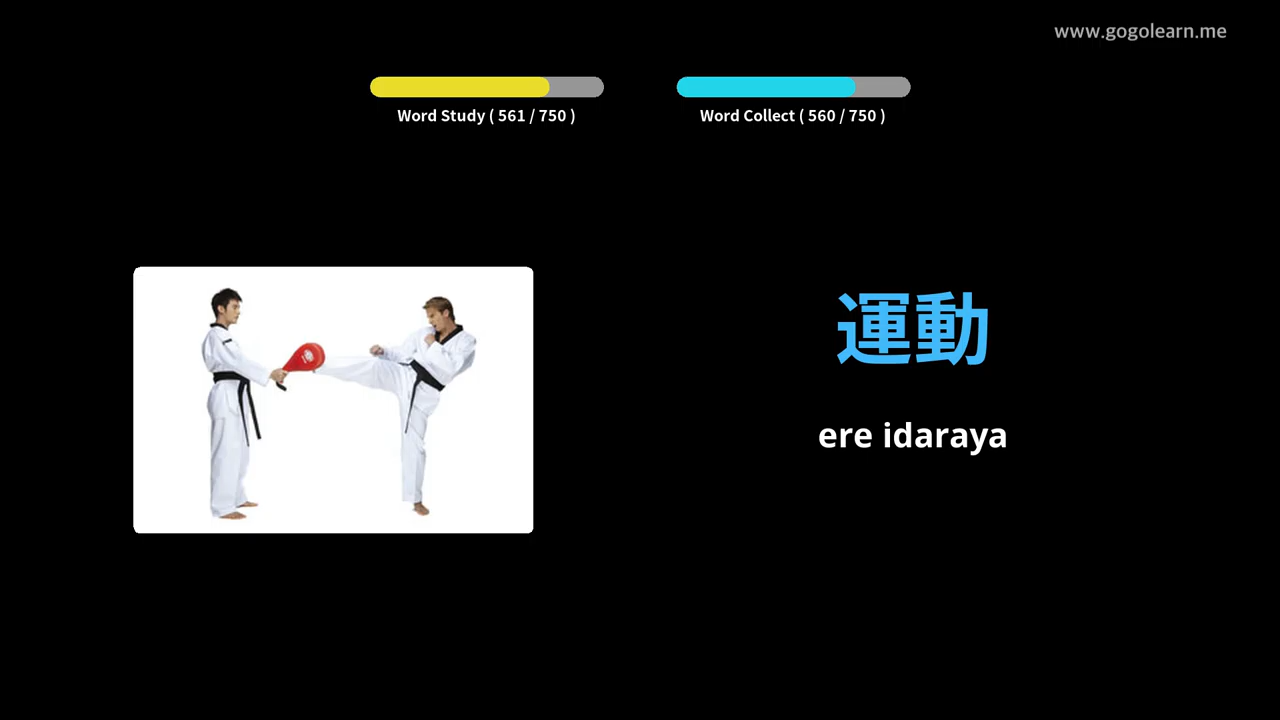 www.gogolearn.me
Word Study ( 561 / 750 )
Word Collect ( 560 / 750 )
運動
ere idaraya